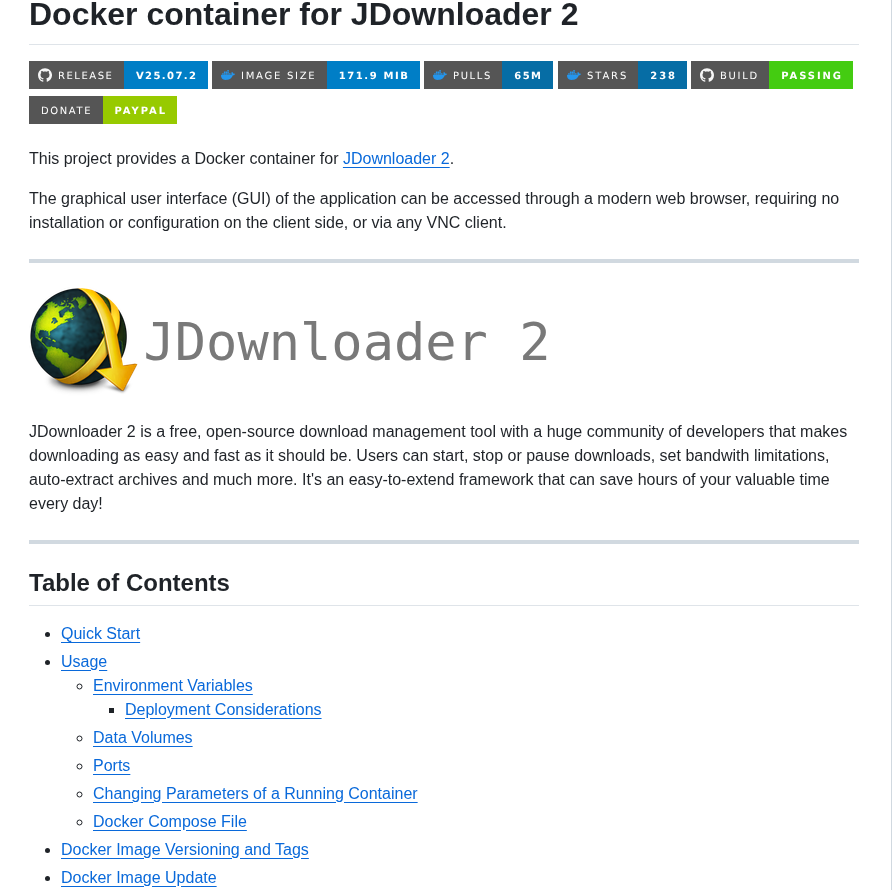 Docker container for JDownloader 2
RELEASE V25.07.2 IMAGE SIZE 171.9 MIB PULLS 65M STARS 238 BUILD PASSING
DONATE PAYPAL
This project provides a Docker container for JDownloader 2.
The graphical user interface (GUI) of the application can be accessed through a modern web browser, requiring no
installation or configuration on the client side, or via any VNC client.
JDownloader 2
JDownloader 2 is a free, open-source download management tool with a huge community of developers that makes
downloading as easy and fast as it should be. Users can start, stop or pause downloads, set bandwith limitations,
auto-extract archives and much more. It's an easy-to-extend framework that can save hours of your valuable time
every day!
Table of Contents
Quick Start
Usage
Environment Variables
Deployment Considerations
Data Volumes
Ports
Changing Parameters of a Running Container
Docker Compose File
Docker Image Versioning and Tags
Docker Image Update